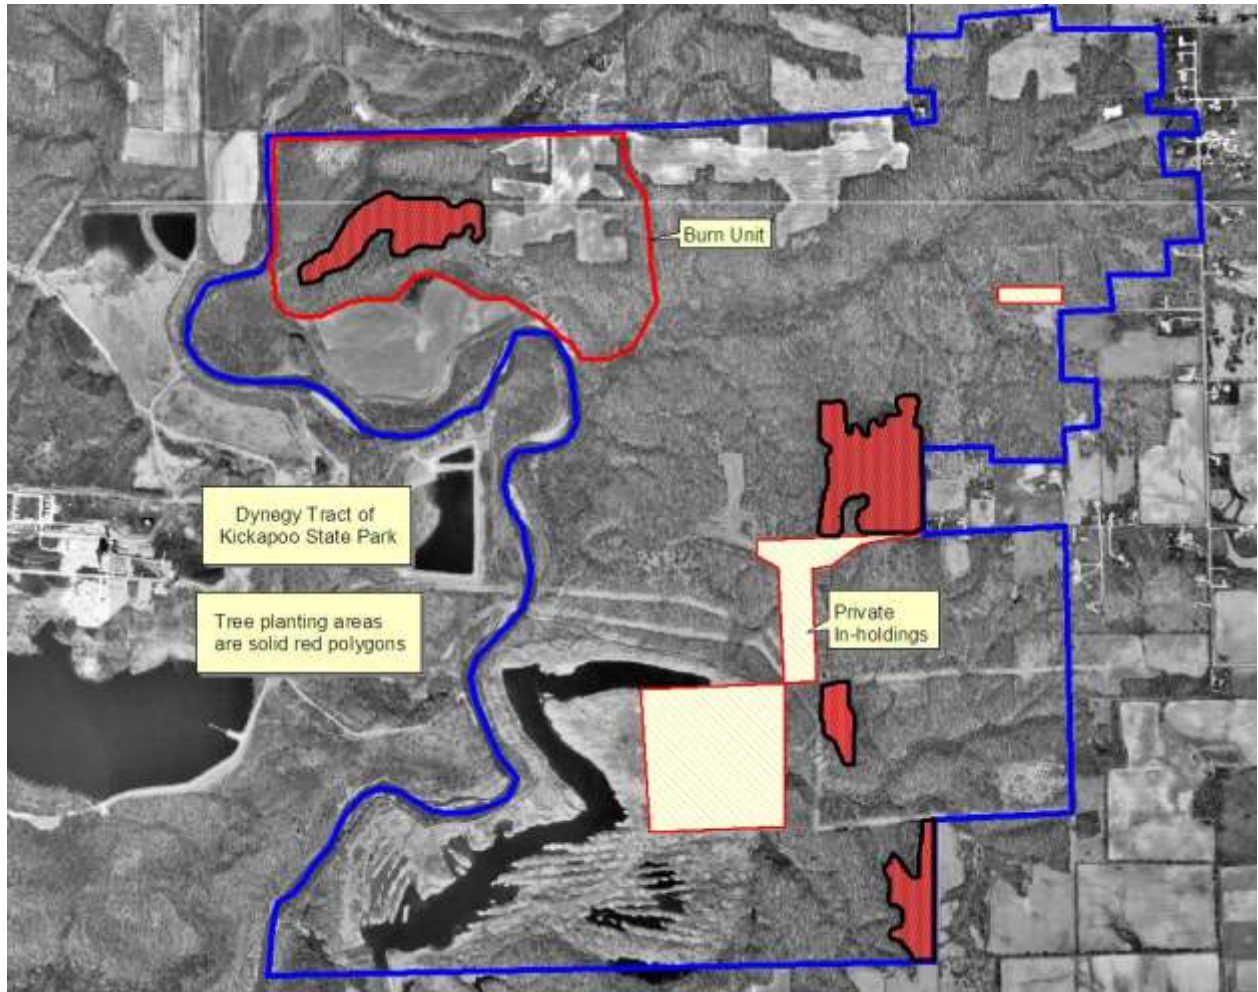 Burn Unit
Dynegy Tract of
Kickapoo State Park
Tree planting areas
are solid red polygons
Private
In-holdings